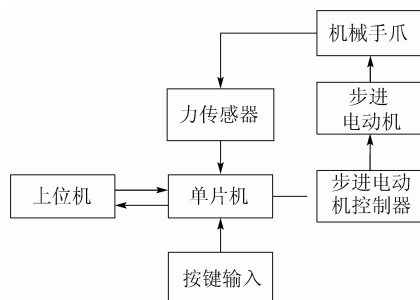 机械手爪
力传感器
步进
电动机
上位机
单片机
步进电动
机控制器
按键输入